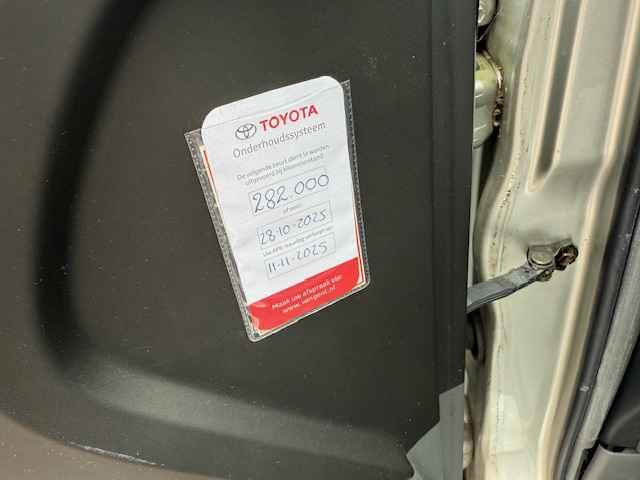 TOYOTA
Onderhoudssysteem
De volgende beurt dient te worden
uitgevoerd bij kilometerstand
282.000
of voor:
28-10-2025
Uw APK-keuring verloopt op:
11-11-2025
Maak uw afspraak via:
www.vangent.nl